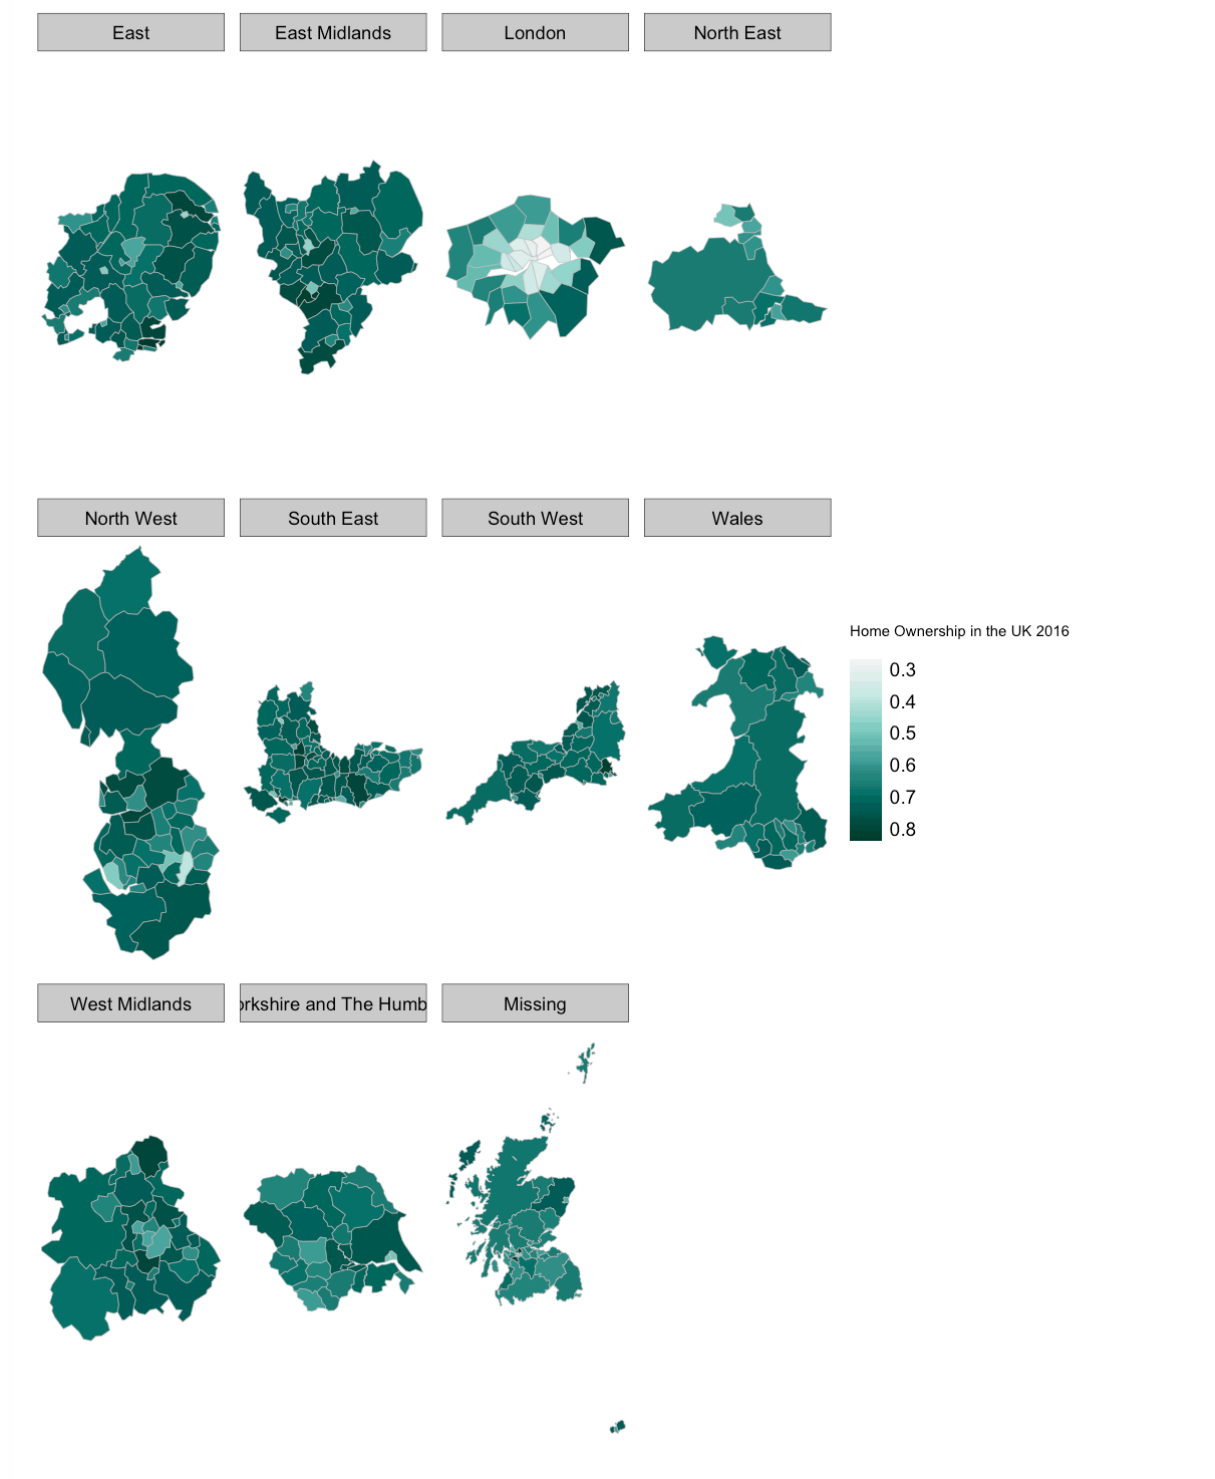 East
East Midlands
London
North East
North West
South East
South West
Wales
Home Ownership in the UK 2016
0.3
0.4
0.5
0.6
0.7
0.8
West Midlands
orkshire and The Humb
Missing